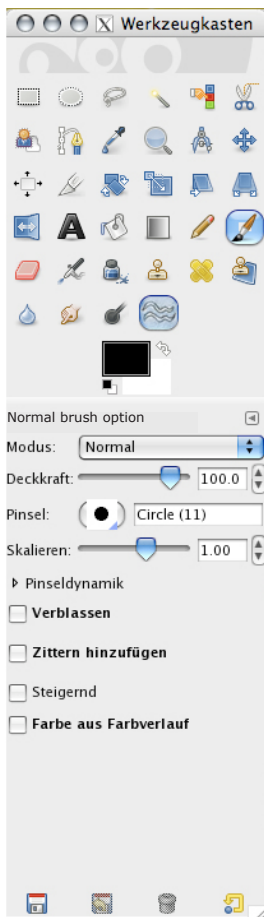 X Werkzeugkasten
Normal brush option
Modus: Normal
Deckkraft: 100.0
Pinsel: Circle (11)
Skalieren: 1.00
Pinseldynamik
Verblassen
Zittern hinzufügen
Steigernd
Farbe aus Farbverlauf